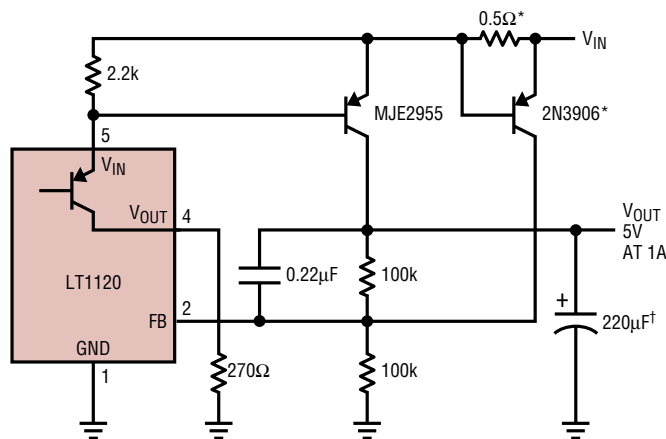 0.5Ω*
V_IN
2.2k
MJE2955
2N3906*
5
V_IN
V_OUT
4
V_OUT
5V
AT 1A
LT1120
0.22µF
100k
2
FB
+
220µF†
GND
270Ω
100k
1